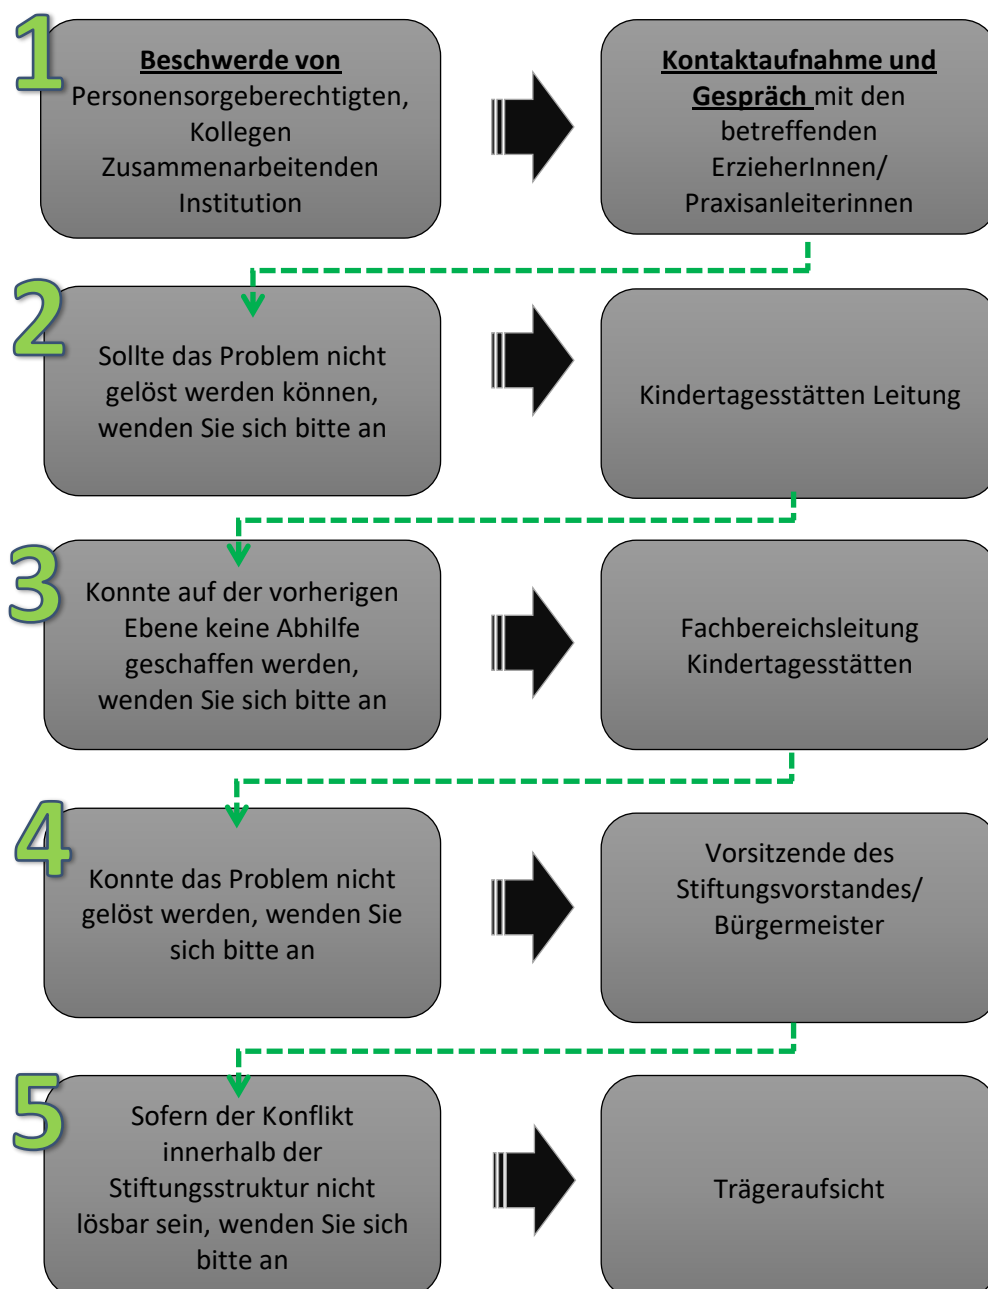 1
Beschwerde von
Personensorgeberechtigten,
Kollegen
Zusammenarbeitenden
Institution
Kontaktaufnahme und
Gespräch mit den
betreffenden
ErzieherInnen/
Praxisanleiterinnen
2
Sollte das Problem nicht
gelöst werden können,
wenden Sie sich bitte an
Kindertagesstätten Leitung
3
Konnte auf der vorherigen
Ebene keine Abhilfe
geschaffen werden,
wenden Sie sich bitte an
Fachbereichsleitung
Kindertagesstätten
4
Konnte das Problem nicht
gelöst werden, wenden Sie
sich bitte an
Vorsitzende des
Stiftungsvorstandes/
Bürgermeister
5
Sofern der Konflikt
innerhalb der
Stiftungsstruktur nicht
lösbar sein, wenden Sie sich
bitte an
Trägeraufsicht